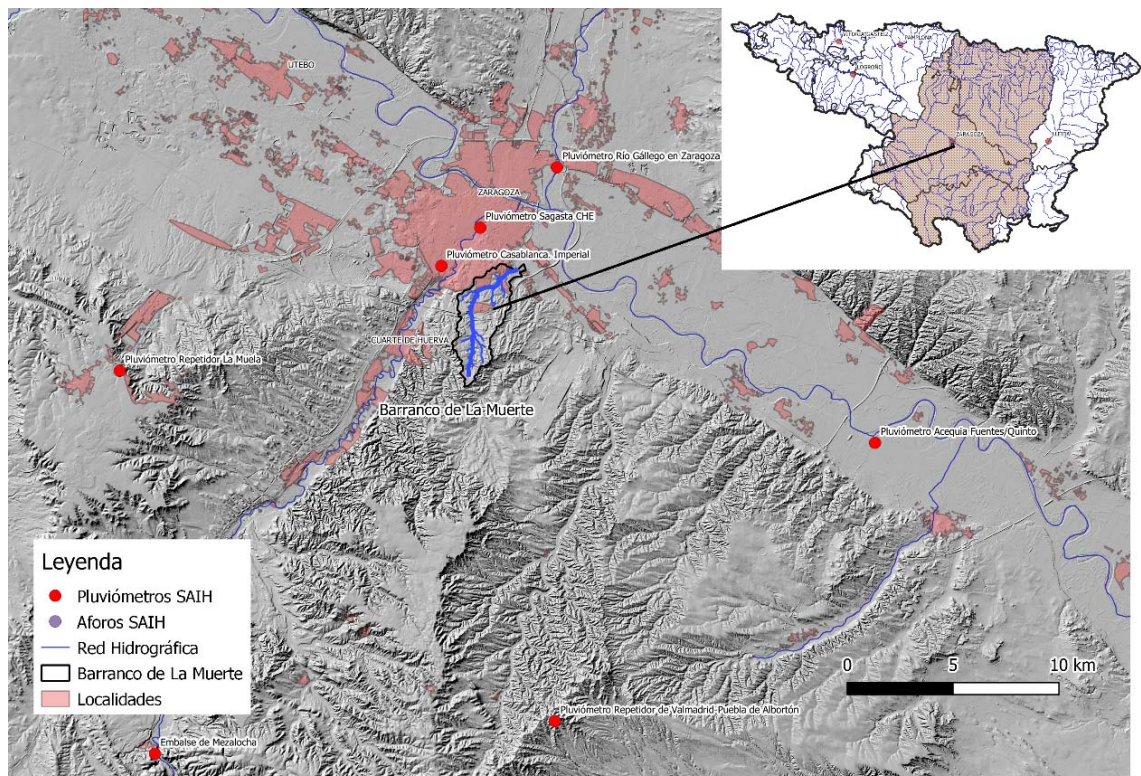 UTEBO
Pluviómetro Río Gállego en Zaragoza
ZARAGOZA
Pluviómetro Sagasta CHE
Pluviómetro Casablanca. Imperial
CUARTE DE HUERVA
Pluviómetro Repetidor La Muela
Barranco de La Muerte
Pluviómetro Acequia Fuentes/Quinto
Pluviómetro Repetidor de Valmadrid-Puebla de Albortón
Embalse de Mezalocha
PAMPLONA
LOGROÑO
ZARAGOZA
Leyenda
Pluviómetros SAIH
Aforos SAIH
Red Hidrográfica
Barranco de La Muerte
Localidades
0 5 10 km